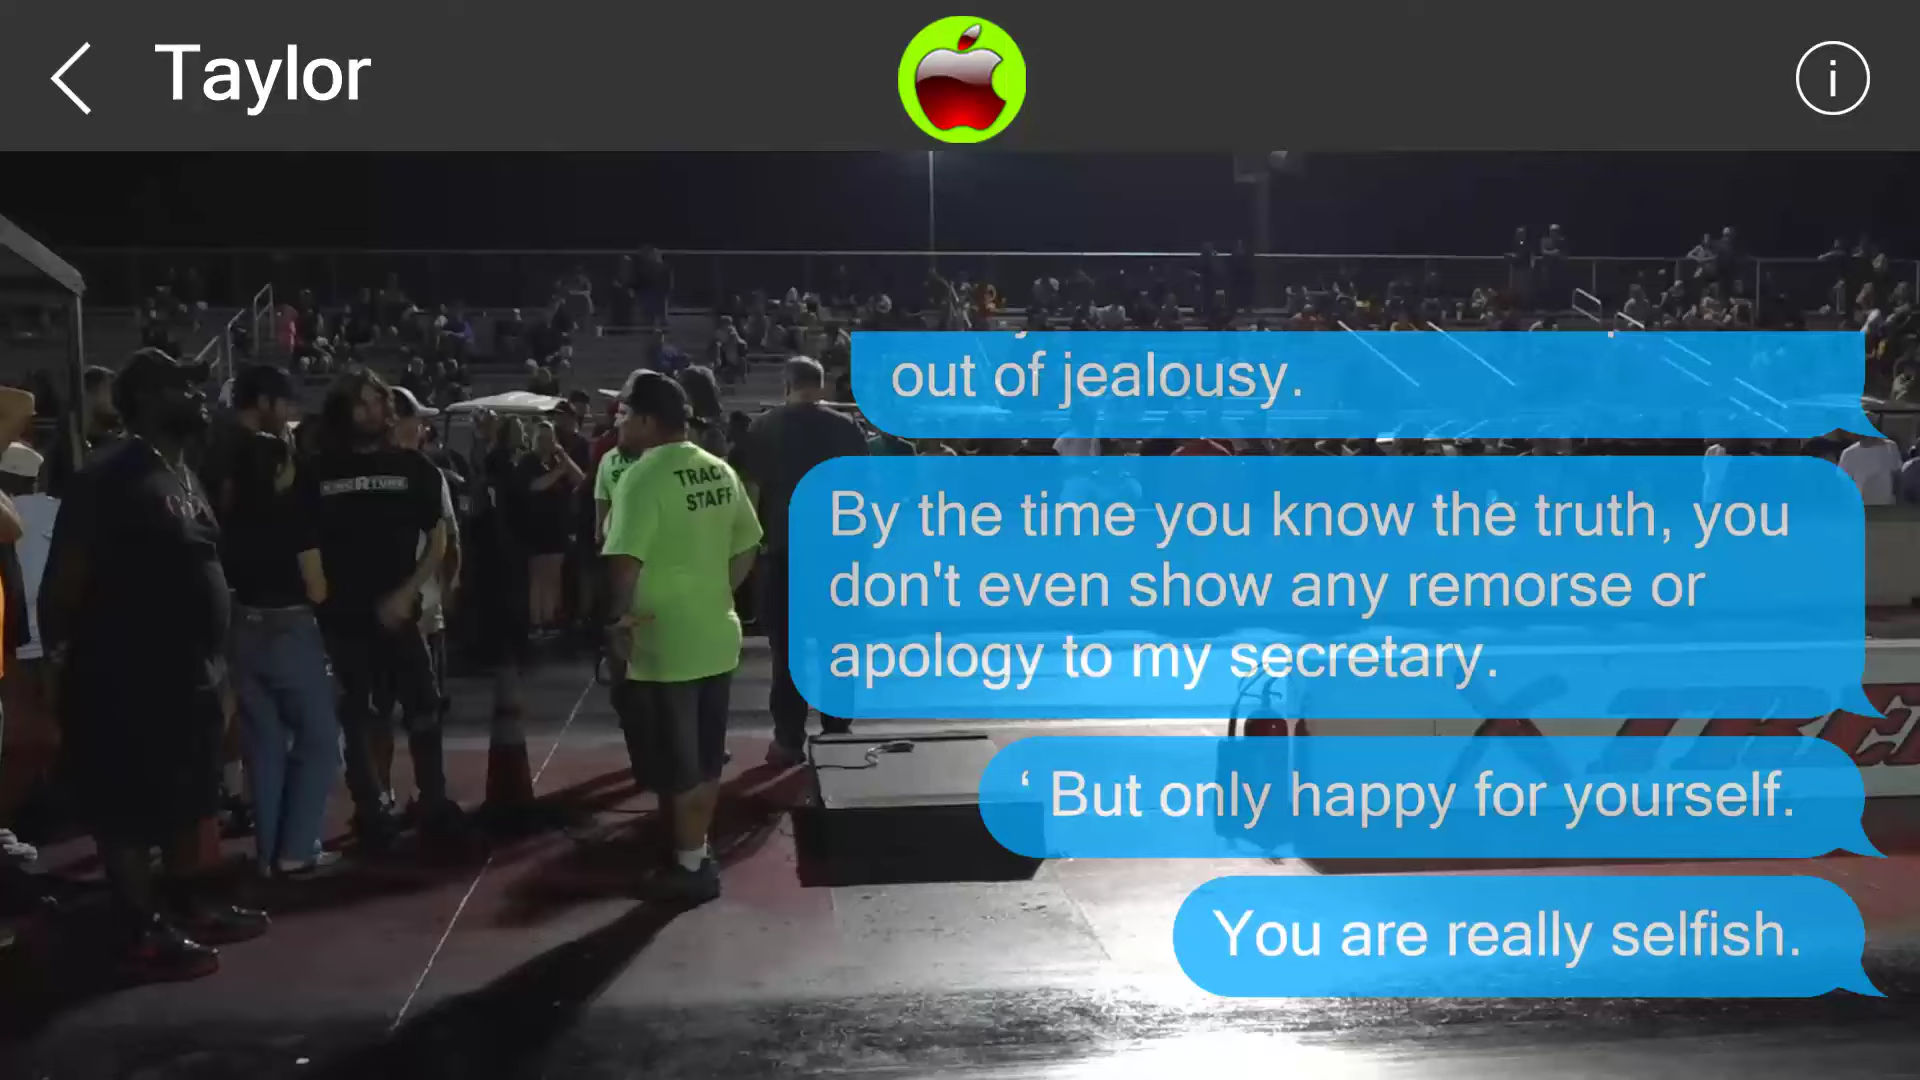 Taylor
out of jealousy.
By the time you know the truth, you
don't even show any remorse or
apology to my secretary.
‘ But only happy for yourself.
You are really selfish.
TRACK
STAFF